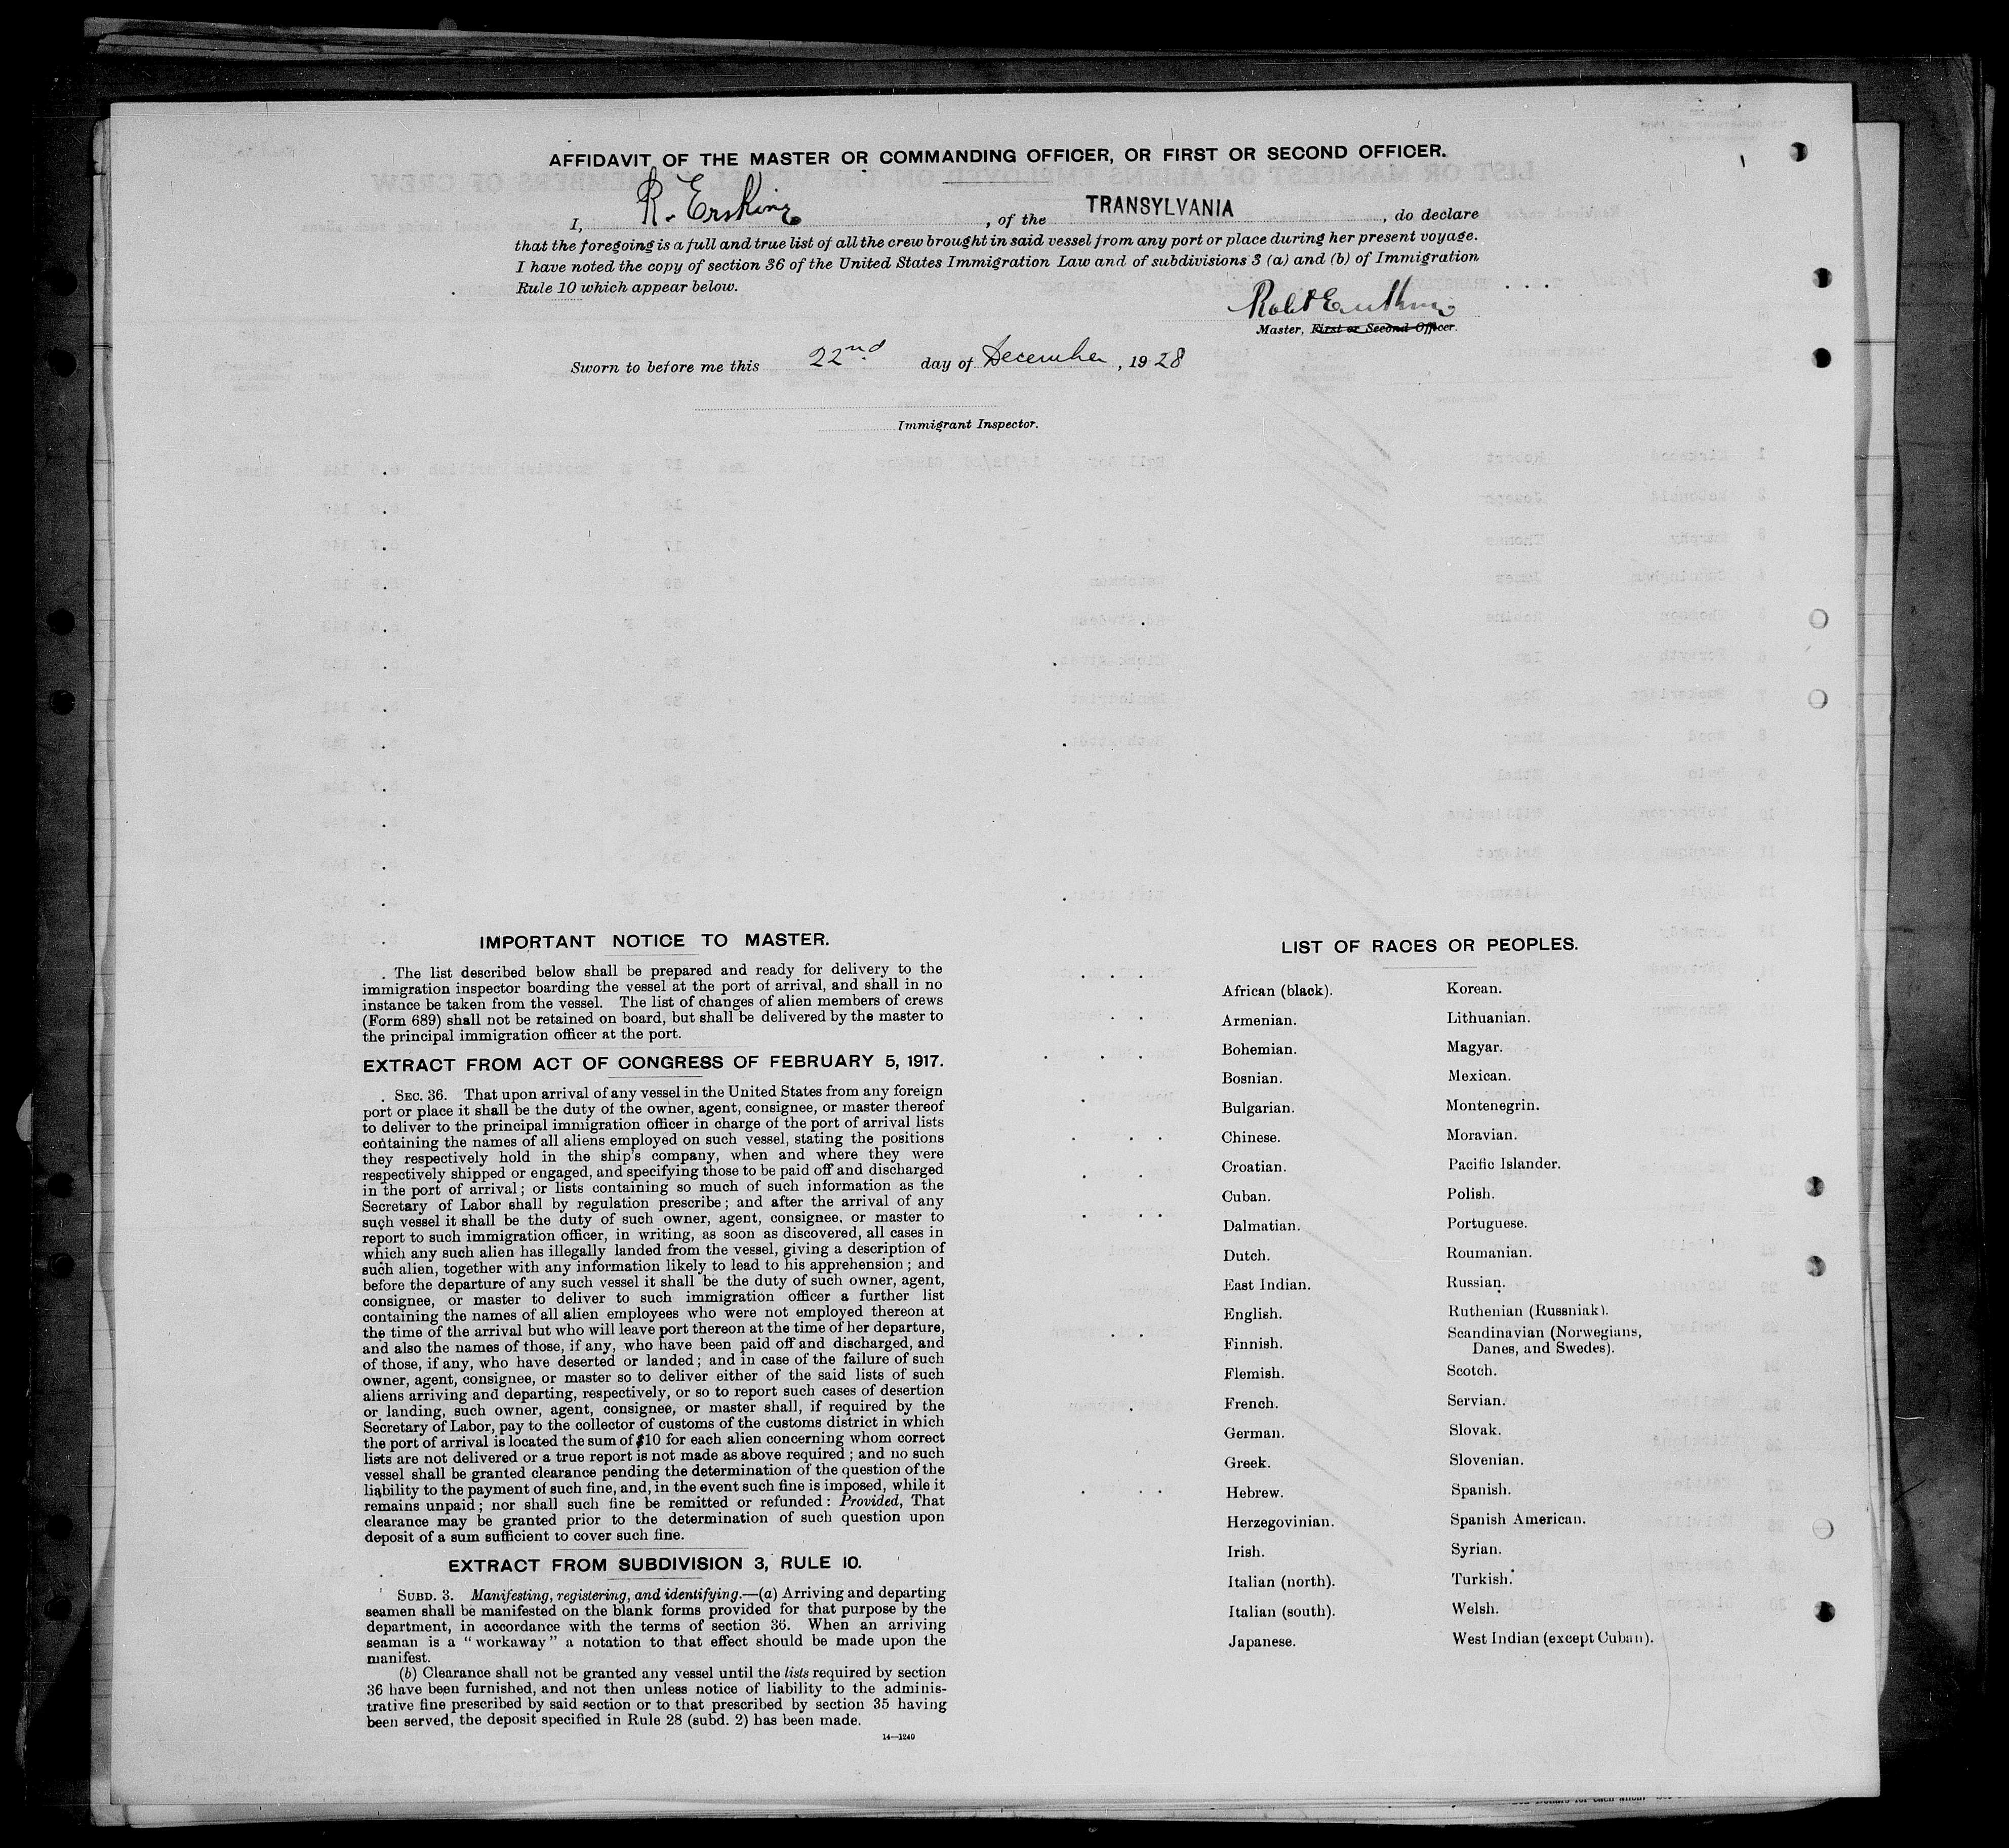 AFFIDAVIT OF THE MASTER OR COMMANDING OFFICER, OR FIRST OR SECOND OFFICER.
I, R. Erskine, of the TRANSYLVANIA, do declare
that the foregoing is a full and true list of all the crew brought in said vessel from any port or place during her present voyage.
I have noted the copy of section 36 of the United States Immigration Law and of subdivisions 3 (a) and (b) of Immigration
Rule 10 which appear below.
Master, First or Second Officer.
Sworn to before me this 22nd day of December, 1928
Immigrant Inspector.
IMPORTANT NOTICE TO MASTER.
The list described below shall be prepared and ready for delivery to the
immigration inspector boarding the vessel at the port of arrival, and shall in no
instance be taken from the vessel. The list of changes of alien members of crews
(Form 689) shall not be retained on board, but shall be delivered by the master to
the principal immigration officer at the port.
EXTRACT FROM ACT OF CONGRESS OF FEBRUARY 5, 1917.
SEC. 36. That upon arrival of any vessel in the United States from any foreign
port or place it shall be the duty of the owner, agent, consignee, or master thereof
to deliver to the principal immigration officer in charge of the port of arrival lists
containing the names of all aliens employed on such vessel, stating the positions
they respectively hold in the ship's company, when and where they were
respectively shipped or engaged, and specifying those to be paid off and discharged
in the port of arrival; or lists containing so much of such information as the
Secretary of Labor shall by regulation prescribe; and after the arrival of any
such vessel it shall be the duty of such owner, agent, consignee, or master to
report to such immigration officer, in writing, as soon as discovered, all cases in
which any such alien has illegally landed from the vessel, giving a description of
such alien, together with any information likely to lead to his apprehension; and
before the departure of any such vessel it shall be the duty of such owner, agent,
consignee, or master to deliver to such immigration officer a further list
containing the names of all alien employees who were not employed thereon at
the time of the arrival but who will leave port thereon at the time of her departure,
and also the names of those, if any, who have been paid off and discharged, and
of those, if any, who have deserted or landed; and in case of the failure of such
owner, agent, consignee, or master so to deliver either of the said lists of such
aliens arriving and departing, respectively, or so to report such cases of desertion
or landing, such owner, agent, consignee, or master shall, if required by the
Secretary of Labor, pay to the collector of customs of the customs district in which
the port of arrival is located the sum of $10 for each alien concerning whom correct
lists are not delivered or a true report is not made as above required; and no such
vessel shall be granted clearance pending the determination of the question of the
liability to the payment of such fine, and, in the event such fine is imposed, while it
remains unpaid; nor shall such fine be remitted or refunded: Provided, That
clearance may be granted prior to the determination of such question upon
deposit of a sum sufficient to cover such fine.
EXTRACT FROM SUBDIVISION 3, RULE 10.
SUBD. 3. Manifesting, registering, and identifying.—(a) Arriving and departing
seamen shall be manifested on the blank forms provided for that purpose by the
department, in accordance with the terms of section 36. When an arriving
seaman is a "workaway" a notation to that effect should be made upon the
manifest.
(b) Clearance shall not be granted any vessel until the lists required by section
36 have been furnished, and not then unless notice of liability to the adminis-
trative fine prescribed by said section or to that prescribed by section 35 having
been served, the deposit specified in Rule 28 (subd. 2) has been made.
14—1240
LIST OF RACES OR PEOPLES.
African (black).
Armenian.
Bohemian.
Bosnian.
Bulgarian.
Chinese.
Croatian.
Cuban.
Dalmatian.
Dutch.
East Indian.
English.
Finnish.
Flemish.
French.
German.
Greek.
Hebrew.
Herzegovinian.
Irish.
Italian (north).
Italian (south).
Japanese.
Korean.
Lithuanian.
Magyar.
Mexican.
Montenegrin.
Moravian.
Pacific Islander.
Polish.
Portuguese.
Roumanian.
Russian.
Ruthenian (Russniak).
Scandinavian (Norwegians,
Danes, and Swedes).
Scotch.
Servian.
Slovak.
Slovenian.
Spanish.
Spanish American.
Syrian.
Turkish.
Welsh.
West Indian (except Cuban).